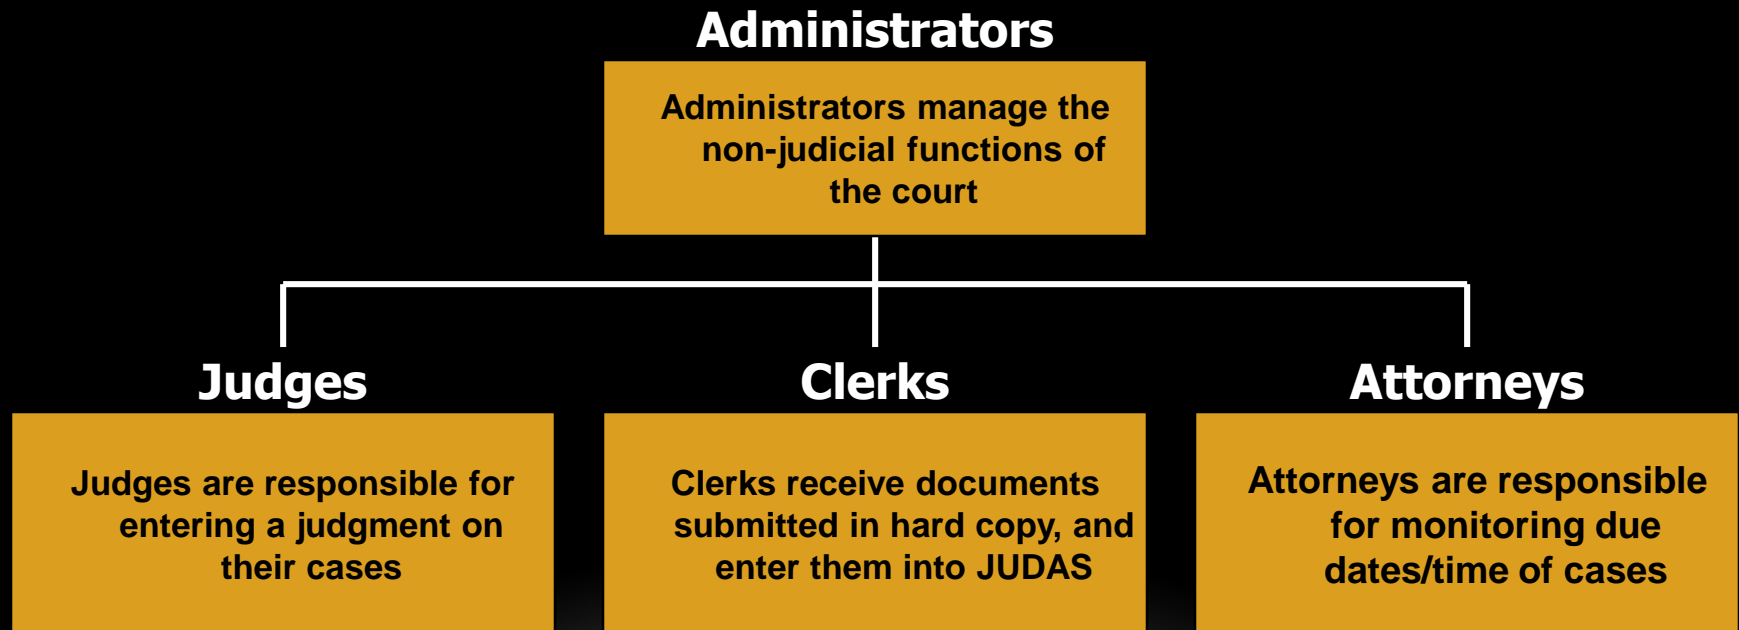 Administrators
Administrators manage the
non-judicial functions of
the court
Judges
Clerks
Attorneys
Judges are responsible for
entering a judgment on
their cases
Clerks receive documents
submitted in hard copy, and
enter them into JUDAS
Attorneys are responsible
for monitoring due
dates/time of cases